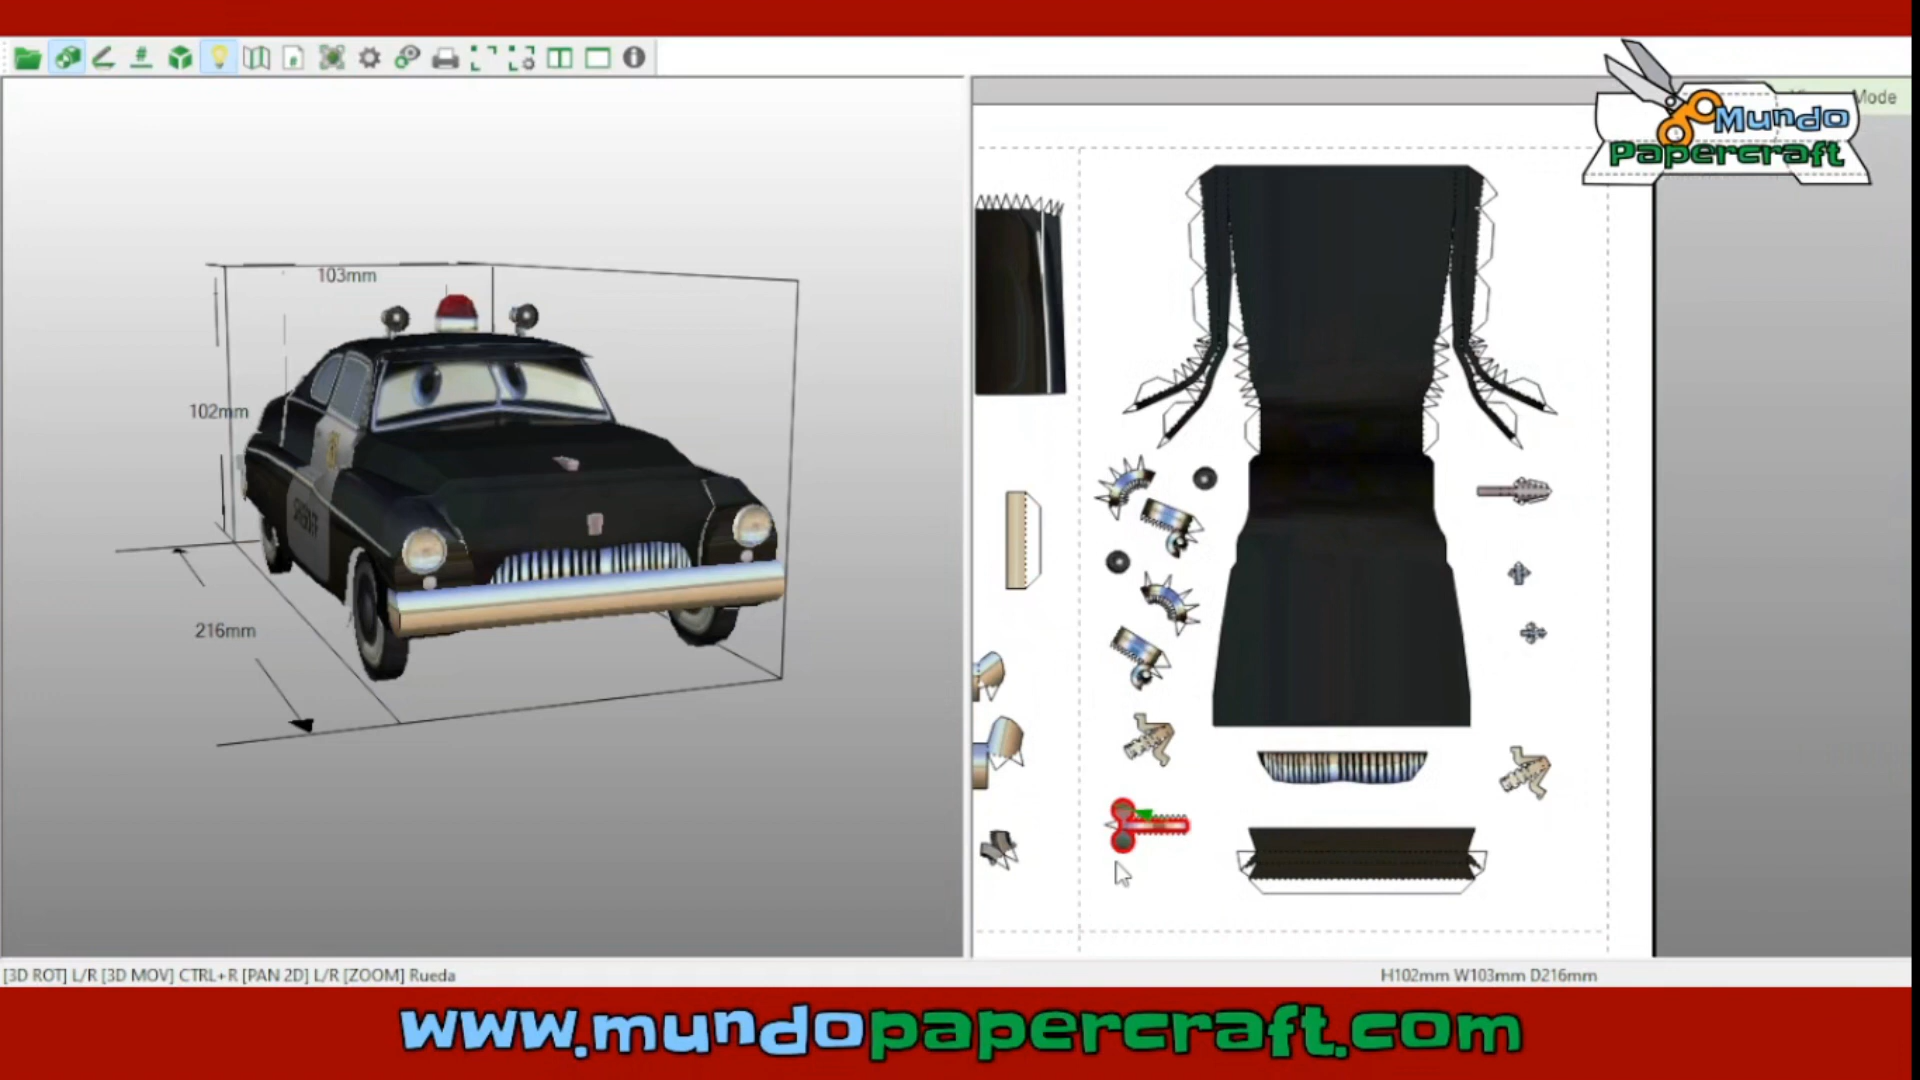 Mundo
Mode
Papercraft
103mm
102mm
SHERIFF
216mm
[3D ROT] L/R [3D MOV] CTRL+R [PAN 2D] L/R [ZOOM] Rueda
H102mm W103mm D216mm
www.mundopapercraft.com